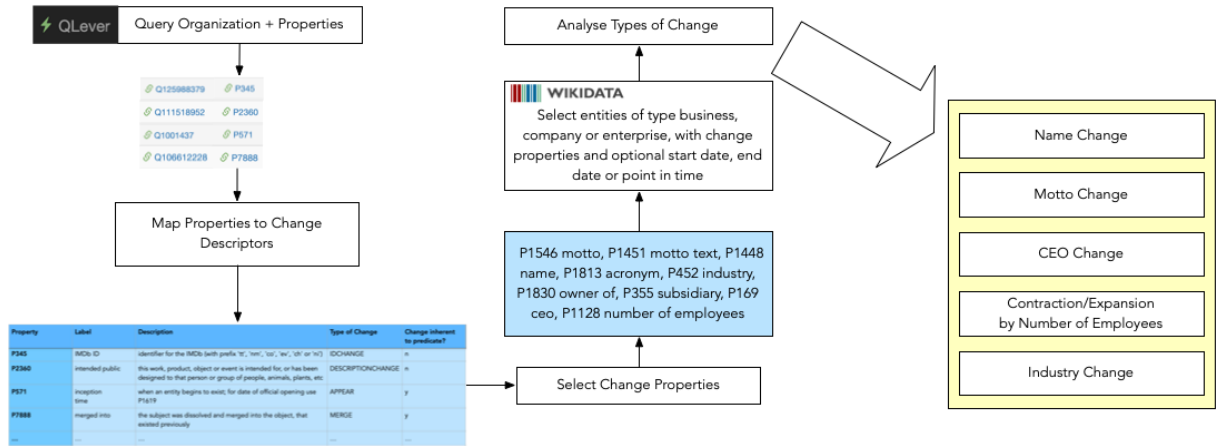 QLever
Query Organization + Properties
Q125988379 P345
Q111518952 P2360
Q1001437 P571
Q106612228 P7888
Map Properties to Change
Descriptors
Property Label Description Type of Change Change inherent
to predicate?
P345 IMDb ID identifier for the IMDb (with prefix 'tt', 'nm', 'co', 'ev', 'ch' or 'ni') IDCHANGE n
P2360 intended public this work, product, object or event is intended for, or has been DESCRIPTIONCHANGE n
designed to that person or group of people, animals, plants, etc
P571 inception when an entity begins to exist; for date of official opening use APPEAR y
time P1619
P7888 merged into the subject was dissolved and merged into the object, that MERGE y
existed previously
... ... ... ... ...
Analyse Types of Change
WIKIDATA
Select entities of type business,
company or enterprise, with change
properties and optional start date, end
date or point in time
P1546 motto, P1451 motto text, P1448
name, P1813 acronym, P452 industry,
P1830 owner of, P355 subsidiary, P169
ceo, P1128 number of employees
Select Change Properties
Name Change
Motto Change
CEO Change
Contraction/Expansion
by Number of Employees
Industry Change